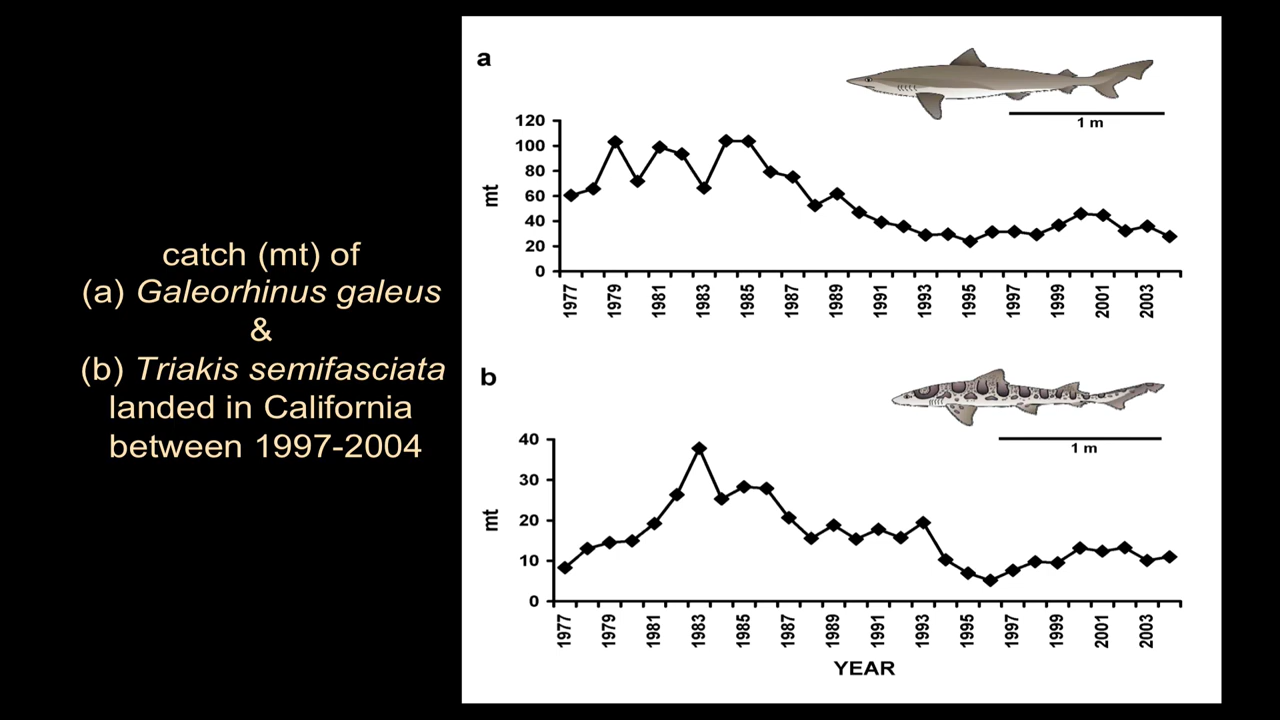 catch (mt) of
(a) Galeorhinus galeus
&
(b) Triakis semifasciata
landed in California
between 1997-2004
a
1 m
120
100
80
60
40
20
0
mt
1977 1979 1981 1983 1985 1987 1989 1991 1993 1995 1997 1999 2001 2003
b
1 m
40
30
20
10
0
mt
1977 1979 1981 1983 1985 1987 1989 1991 1993 1995 1997 1999 2001 2003
YEAR